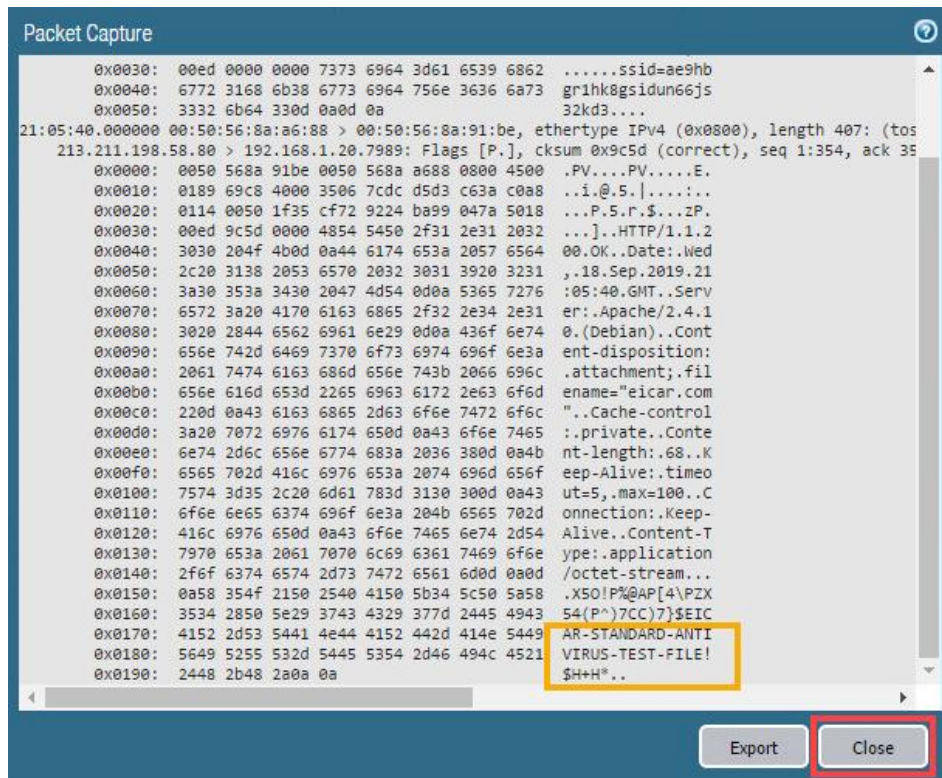 Packet Capture
0x0030: 00ed 0000 0000 7373 6964 3d61 6539 6862 ......ssid=ae9hb
0x0040: 6772 3168 6b38 6773 6964 756e 3636 6a73 gr1hk8gsidun66js
0x0050: 3332 6b64 330d 0a0d 0a 32kd3....
21:05:40.000000 00:50:56:8a:a6:88 > 00:50:56:8a:91:be, ethertype IPv4 (0x0800), length 407: (tos
213.211.198.58.80 > 192.168.1.20.7989: Flags [P.], cksum 0x9c5d (correct), seq 1:354, ack 35
0x0000: 0050 568a 91be 0050 568a a688 0800 4500 .PV....PV.....E.
0x0010: 0189 69c8 4000 3506 7cdc d5d3 c63a c0a8 ..i.@.5.|....:..
0x0020: 0114 0050 1f35 cf72 9224 ba99 047a 5018 ...P.5.r.$...zP.
0x0030: 00ed 9c5d 0000 4854 5450 2f31 2e31 2032 ...]..HTTP/1.1.2
0x0040: 3030 204f 4b0d 0a44 6174 653a 2057 6564 00.OK..Date:.Wed
0x0050: 2c20 3138 2053 6570 2032 3031 3920 3231 ,.18.Sep.2019.21
0x0060: 3a30 353a 3430 2047 4d54 0d0a 5365 7276 :05:40.GMT..Serv
0x0070: 6572 3a20 4170 6163 6865 2f32 2e34 2e31 er:.Apache/2.4.1
0x0080: 3020 2844 6562 6961 6e29 0d0a 436f 6e74 0.(Debian)..Cont
0x0090: 656e 742d 6469 7370 6f73 6974 696f 6e3a ent-disposition:
0x00a0: 2061 7474 6163 686d 656e 743b 2066 696c .attachment;.fil
0x00b0: 656e 616d 653d 2265 6963 6172 2e63 6f6d ename="eicar.com
0x00c0: 220d 0a43 6163 6865 2d63 6f6e 7472 6f6c "..Cache-control
0x00d0: 3a20 7072 6976 6174 650d 0a43 6f6e 7465 :.private..Conte
0x00e0: 6e74 2d6c 656e 6774 683a 2036 380d 0a4b nt-length:.68..K
0x00f0: 6565 702d 416c 6976 653a 2074 696d 656f eep-Alive:.timeo
0x0100: 7574 3d35 2c20 6d61 783d 3130 300d 0a43 ut=5,.max=100..C
0x0110: 6f6e 6e65 6374 696f 6e3a 204b 6565 702d onnection:.Keep-
0x0120: 416c 6976 650d 0a43 6f6e 7465 6e74 2d54 Alive..Content-T
0x0130: 7970 653a 2061 7070 6c69 6361 7469 6f6e ype:.application
0x0140: 2f6f 6374 6574 2d73 7472 6561 6d0d 0a0d /octet-stream...
0x0150: 0a58 354f 2150 2540 4150 5b34 5c50 5a58 .X5O!P%@AP[4\PZX
0x0160: 3534 2850 5e29 3743 4329 377d 2445 4943 54(P^)7CC)7}$EIC
0x0170: 4152 2d53 5441 4e44 4152 442d 414e 5449 AR-STANDARD-ANTI
0x0180: 5649 5255 532d 5445 5354 2d46 494c 4521 VIRUS-TEST-FILE!
0x0190: 2448 2b48 2a0a 0a $H+H*..
Export
Close